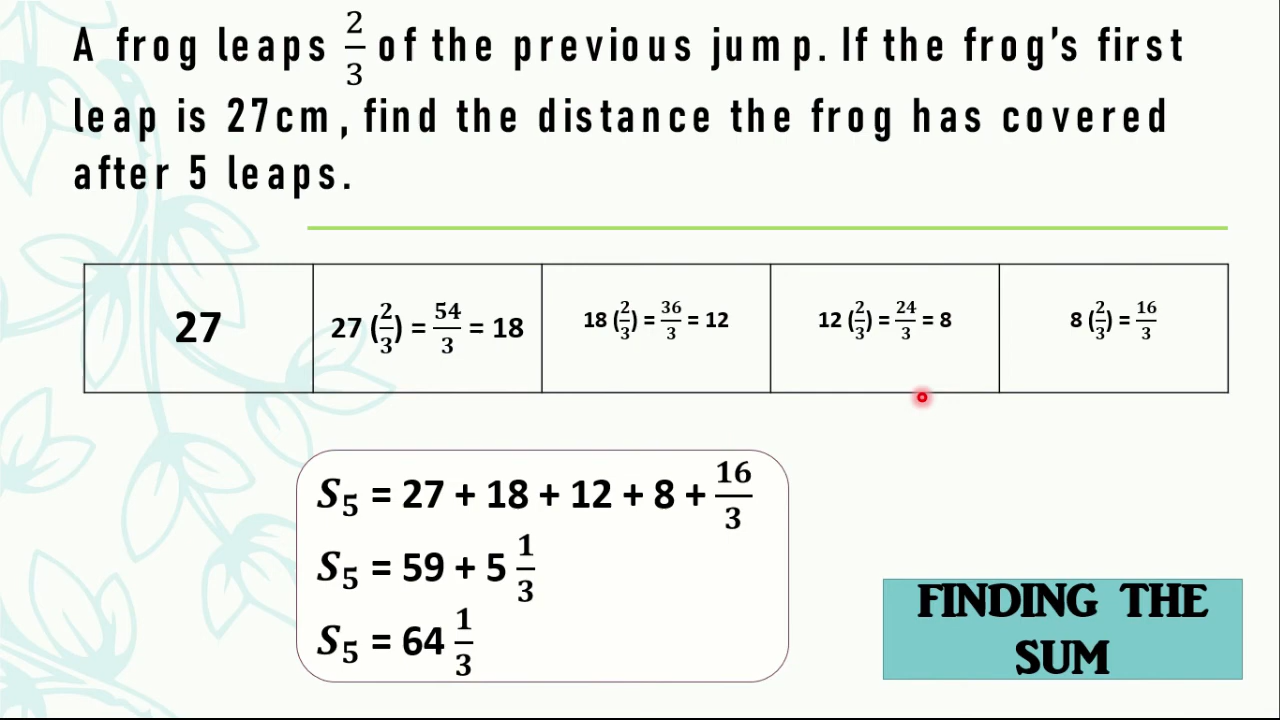 A frog leaps 2/3 of the previous jump. If the frog's first
leap is 27cm, find the distance the frog has covered
after 5 leaps.
27
27 (2/3) = 54/3 = 18
18 (2/3) = 36/3 = 12
12 (2/3) = 24/3 = 8
8 (2/3) = 16/3
S₅ = 27 + 18 + 12 + 8 + 16/3
S₅ = 59 + 5 1/3
S₅ = 64 1/3
FINDING THE
SUM